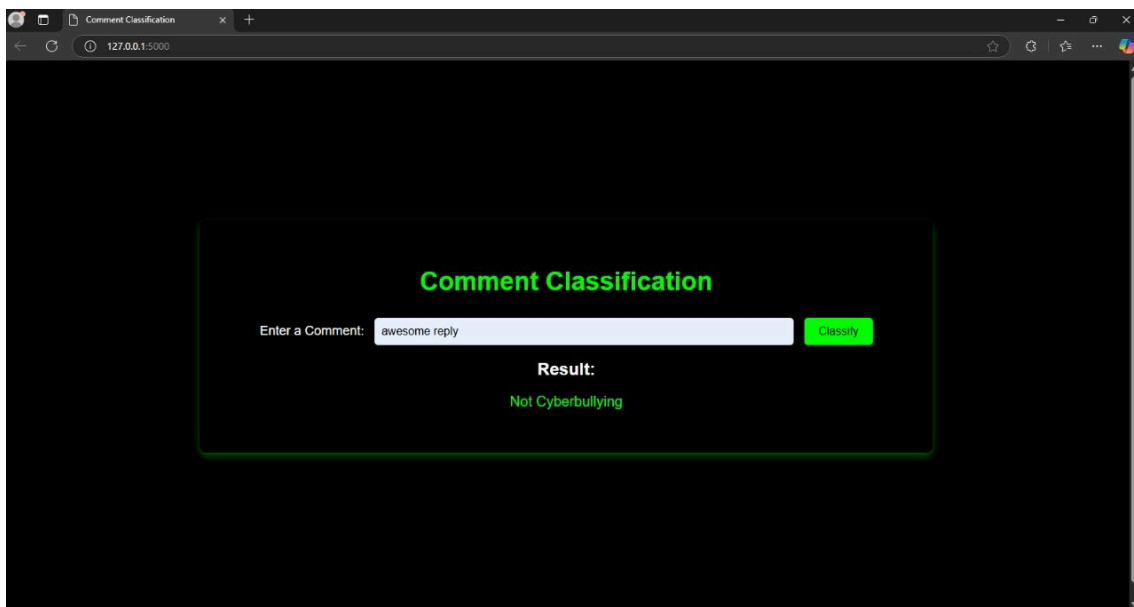 Comment Classification
127.0.0.1:5000
Comment Classification
Enter a Comment: awesome reply Classify
Result:
Not Cyberbullying